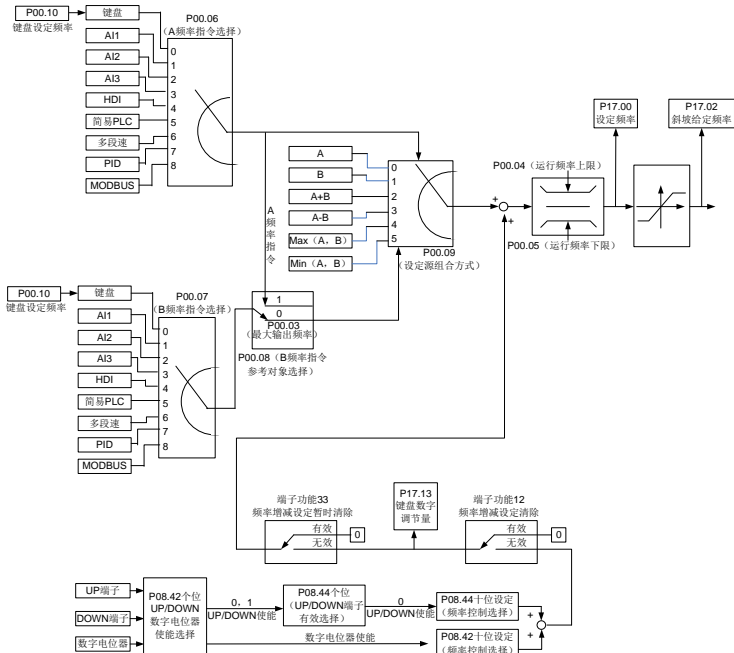 P00.10
键盘设定频率
键盘
AI1
AI2
AI3
HDI
简易PLC
多段速
PID
MODBUS
P00.06
（A频率指令选择）
0
1
2
3
4
5
6
7
8
A
频
率
指
令
A
B
A+B
A-B
Max（A，B）
Min（A，B）
0
1
2
3
4
5
P00.09
（设定源组合方式）
+
+
P00.04（运行频率上限）
P00.05（运行频率下限）
P17.00
设定频率
P17.02
斜坡给定频率
P00.10
键盘设定频率
键盘
AI1
AI2
AI3
HDI
简易PLC
多段速
PID
MODBUS
P00.07
（B频率指令选择）
0
1
2
3
4
5
6
7
8
1
0
P00.03
（最大输出频率）
P00.08（B频率指令
参考对象选择）
端子功能33
频率增减设定暂时清除
有效
无效
0
P17.13
键盘数字
调节量
端子功能12
频率增减设定清除
有效
无效
0
UP端子
DOWN端子
数字电位器
P08.42个位
UP/DOWN
数字电位器
使能选择
0，1
UP/DOWN使能
P08.44个位
（UP/DOWN端子
有效选择）
0
UP/DOWN使能
P08.44十位设定
（频率控制选择）
数字电位器使能
P08.42十位设定
（频率控制选择）
+
+